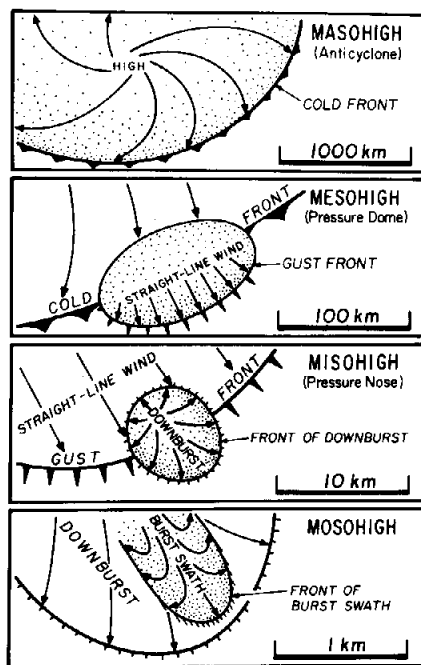 MASOHIGH
(Anticyclone)
HIGH
COLD FRONT
1000 km
MESOHIGH
(Pressure Dome)
FRONT
STRAIGHT-LINE WIND
GUST FRONT
COLD
100 km
MISOHIGH
(Pressure Nose)
STRAIGHT-LINE WIND
FRONT
DOWNBURST
FRONT OF DOWNBURST
GUST
10 km
MOSOHIGH
DOWNBURST
BURST SWATH
FRONT OF
BURST SWATH
1 km